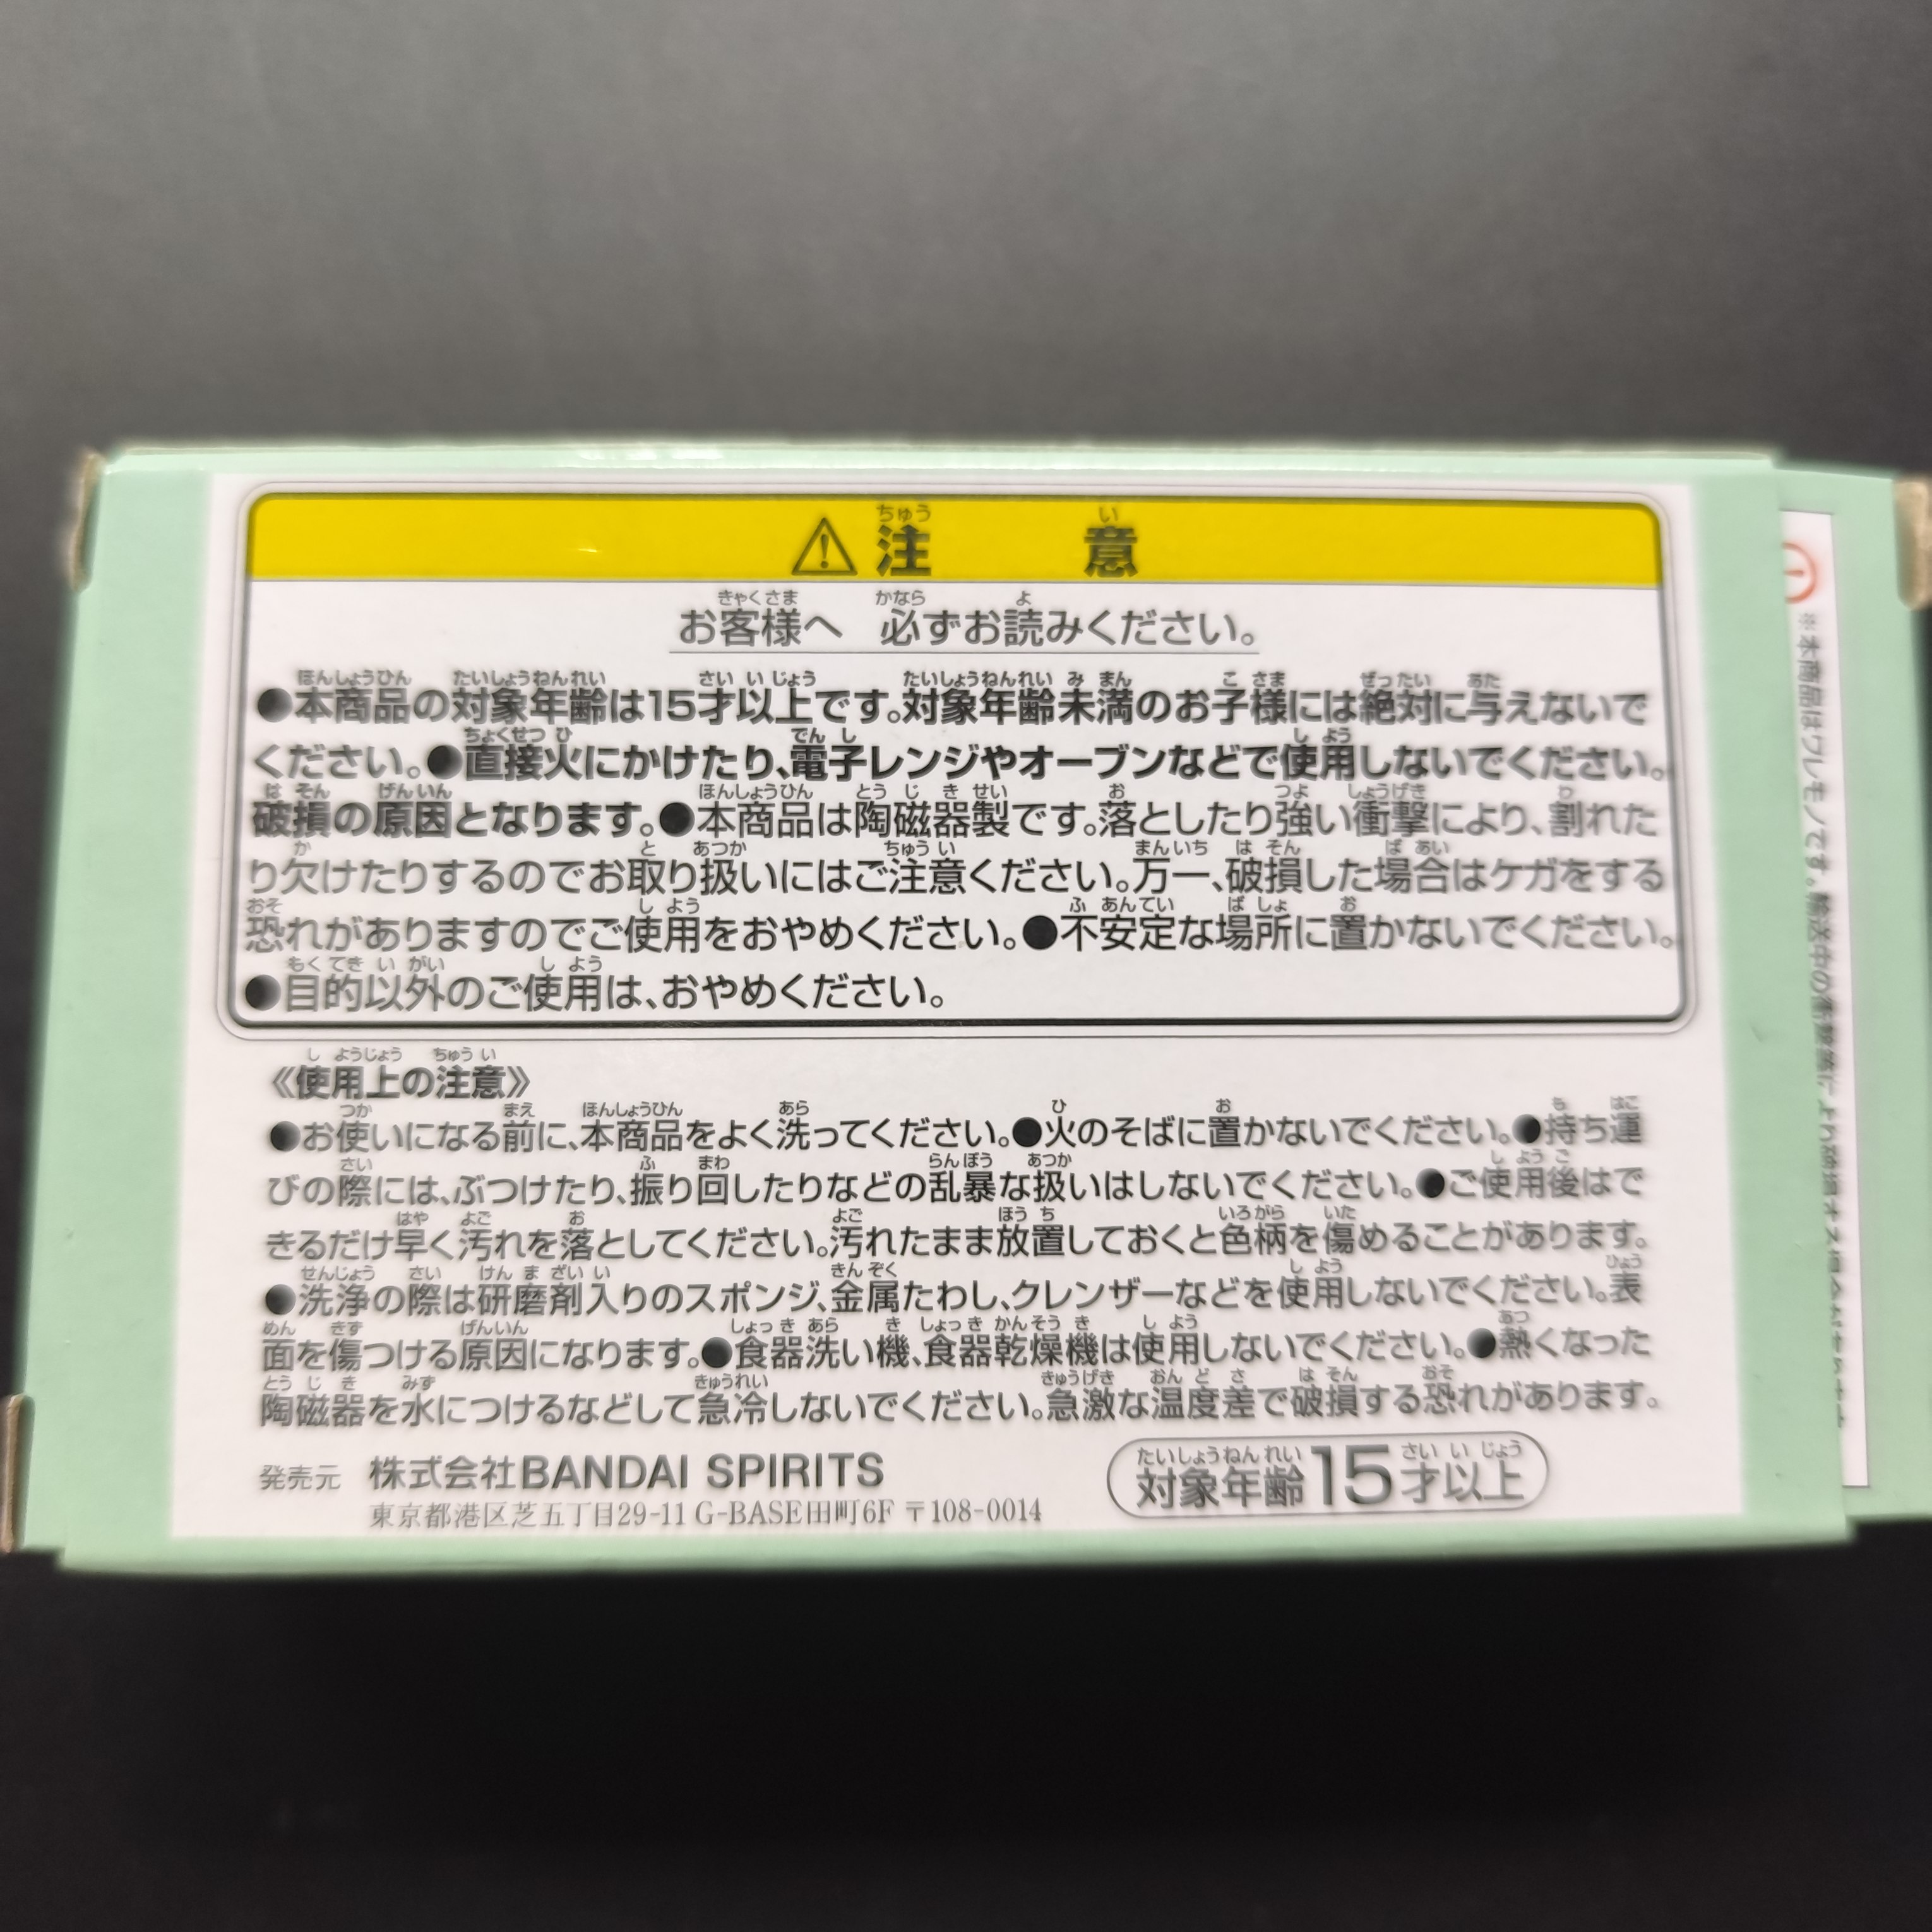 ⚠注 意
お客様へ 必ずお読みください。
●本商品の対象年齢は15才以上です。対象年齢未満のお子様には絶対に与えないで
ください。●直接火にかけたり、電子レンジやオーブンなどで使用しないでください。
破損の原因となります。●本商品は陶磁器製です。落としたり強い衝撃により、割れた
り欠けたりするのでお取り扱いにはご注意ください。万一、破損した場合はケガをする
恐れがありますのでご使用をおやめください。●不安定な場所に置かないでください。
●目的以外のご使用は、おやめください。
《使用上の注意》
●お使いになる前に、本商品をよく洗ってください。●火のそばに置かないでください。●持ち運
びの際には、ぶつけたり、振り回したりなどの乱暴な扱いはしないでください。●ご使用後はで
きるだけ早く汚れを落としてください。汚れたまま放置しておくと色柄を傷めることがあります。
●洗浄の際は研磨剤入りのスポンジ、金属たわし、クレンザーなどを使用しないでください。表
面を傷つける原因になります。●食器洗い機、食器乾燥機は使用しないでください。●熱くなった
陶磁器を水につけるなどして急冷しないでください。急激な温度差で破損する恐れがあります。
発売元 株式会社BANDAI SPIRITS
東京都港区芝五丁目29-11 G-BASE田町6F 〒108-0014
対象年齢15才以上
※本商品はワレモノです。輸送中の衝撃等により破損する場合が